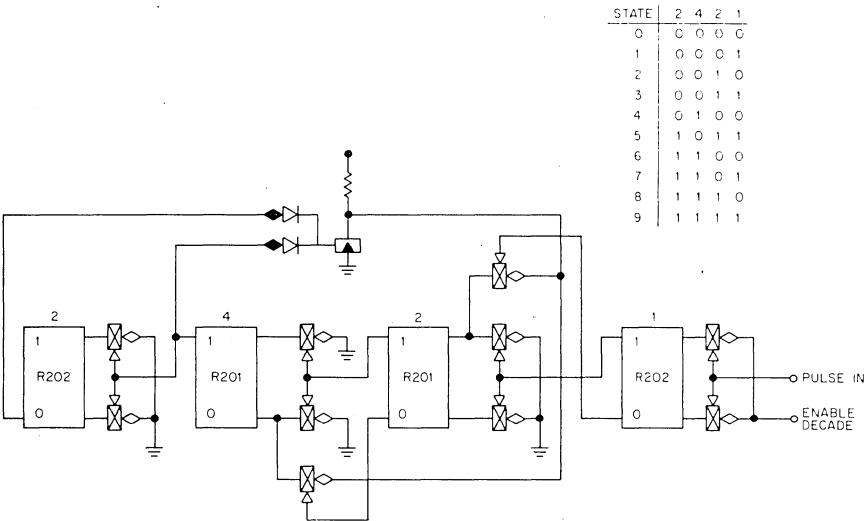 STATE 2 4 2 1
0 0 0 0 0
1 0 0 0 1
2 0 0 1 0
3 0 0 1 1
4 0 1 0 0
5 1 0 1 1
6 1 1 0 0
7 1 1 0 1
8 1 1 1 0
9 1 1 1 1
2 4 2 1
1 1 1 1
R202 R201 R201 R202
0 0 0 0
PULSE IN
ENABLE
DECADE